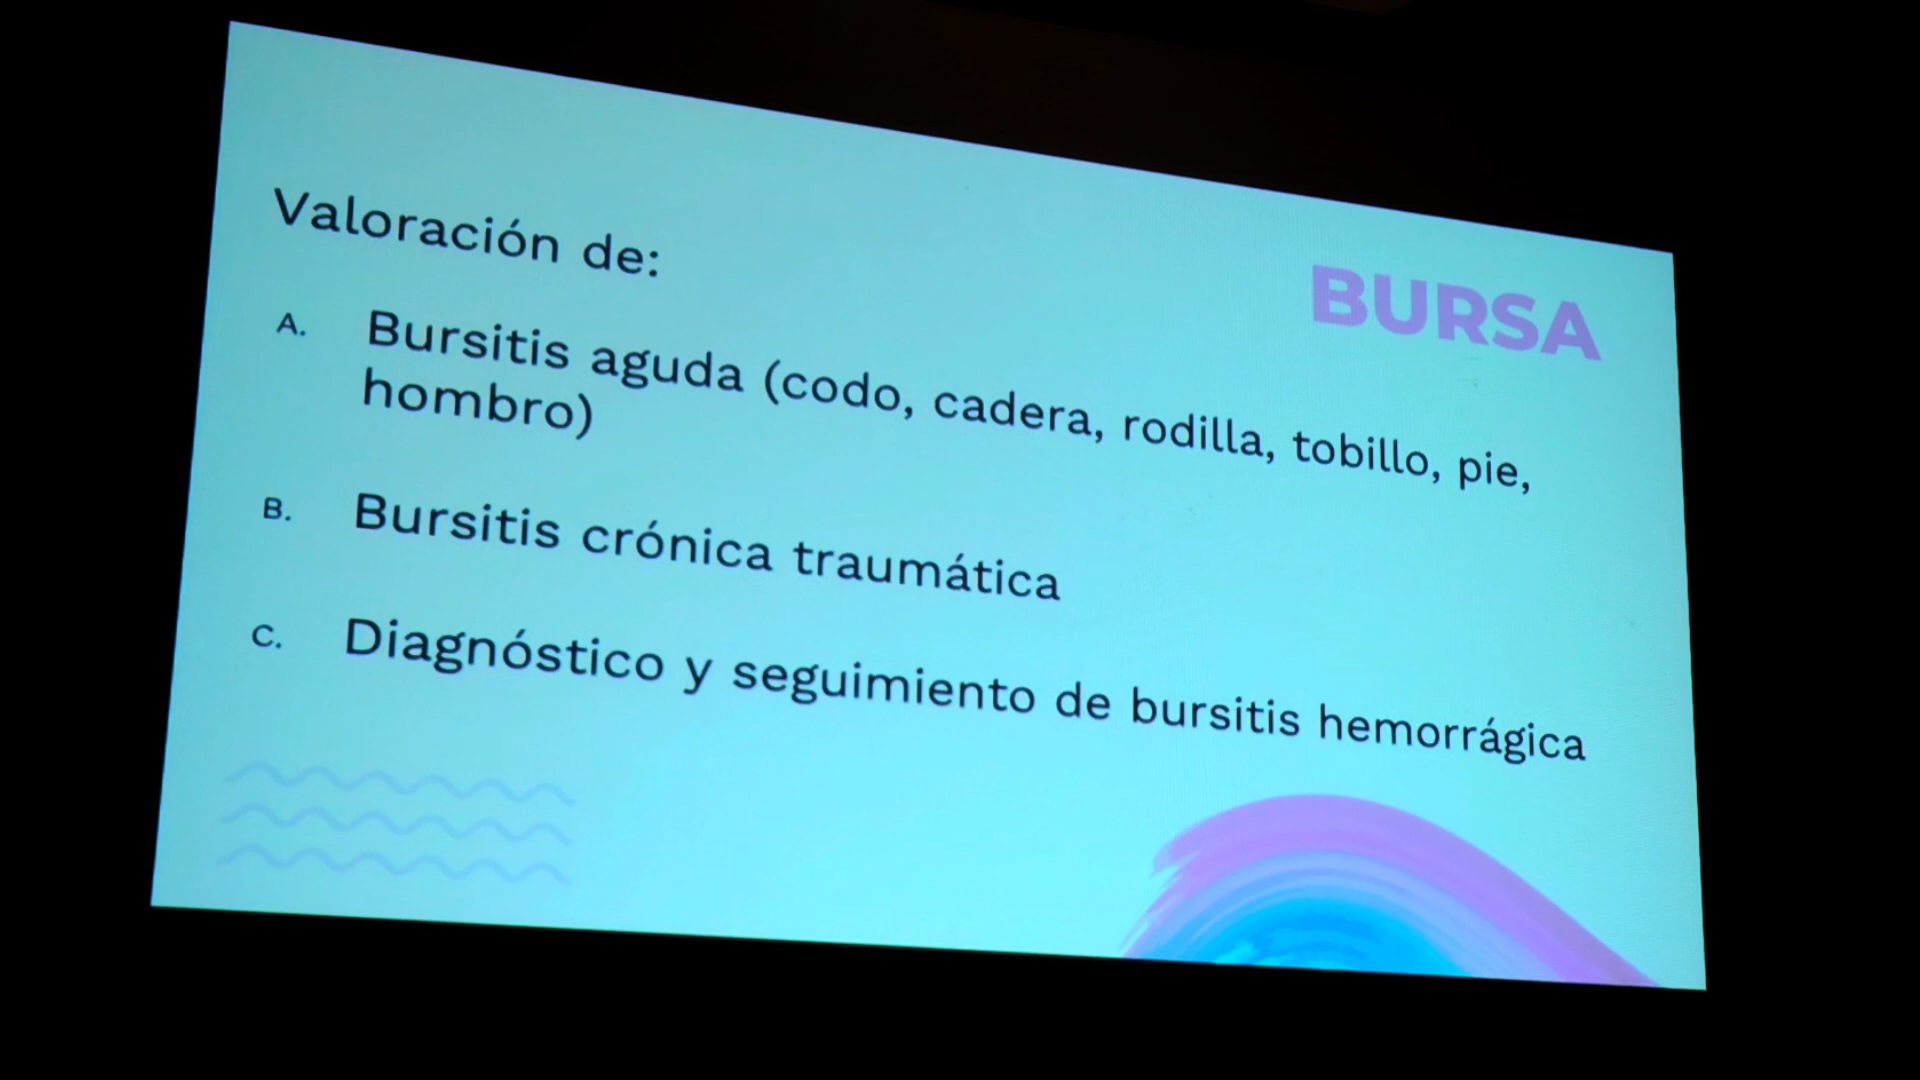 BURSA
Valoración de:
A. Bursitis aguda (codo, cadera, rodilla, tobillo, pie,
hombro)
B. Bursitis crónica traumática
C. Diagnóstico y seguimiento de bursitis hemorrágica